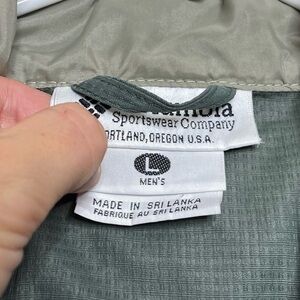 Sportswear Company
ORTLAND, OREGON U.S.A.
L
MEN'S
MADE IN SRI LANKA
FABRIQUE AU SRI LANKA